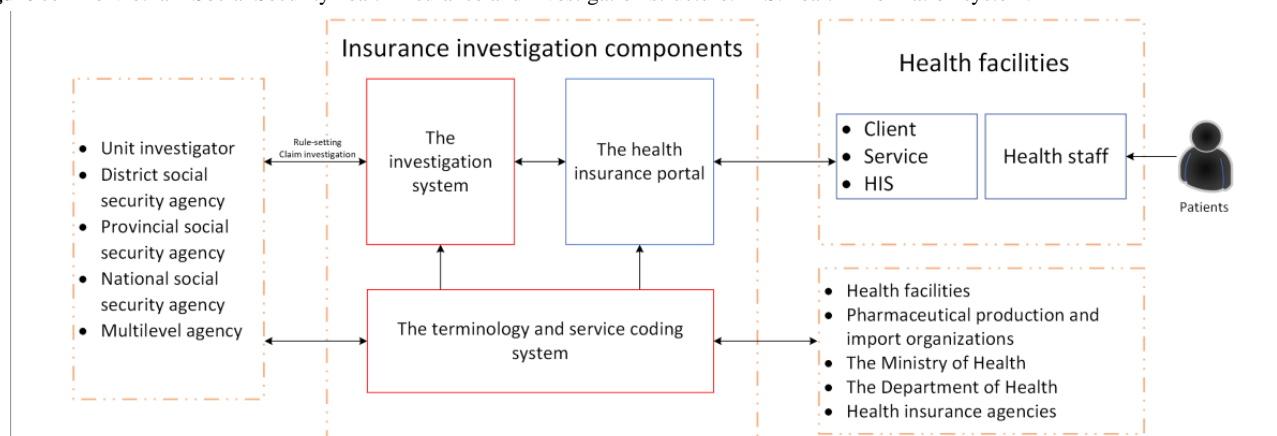 Insurance investigation components
Health facilities
Unit investigator
District social
security agency
Provincial social
security agency
National social
security agency
Multilevel agency
Rule-setting
Claim investigation
The
investigation
system
The health
insurance portal
Client
Service
HIS
Health staff
Patients
The terminology and service coding
system
Health facilities
Pharmaceutical production and
import organizations
The Ministry of Health
The Department of Health
Health insurance agencies